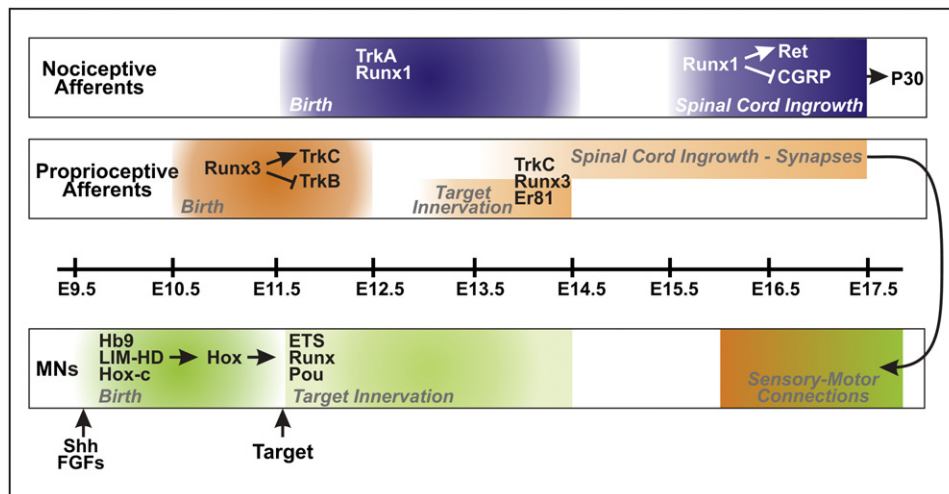 Nociceptive
Afferents
TrkA
Runx1
Birth
Runx1
Ret
CGRP
Spinal Cord Ingrowth
P30
Proprioceptive
Afferents
Runx3
TrkC
TrkB
Birth
Target
Innervation
TrkC
Runx3
Er81
Spinal Cord Ingrowth - Synapses
E9.5 E10.5 E11.5 E12.5 E13.5 E14.5 E15.5 E16.5 E17.5
MNs
Hb9
LIM-HD
Hox-c
Birth
Hox
ETS
Runx
Pou
Target Innervation
Sensory-Motor
Connections
Shh
FGFs
Target